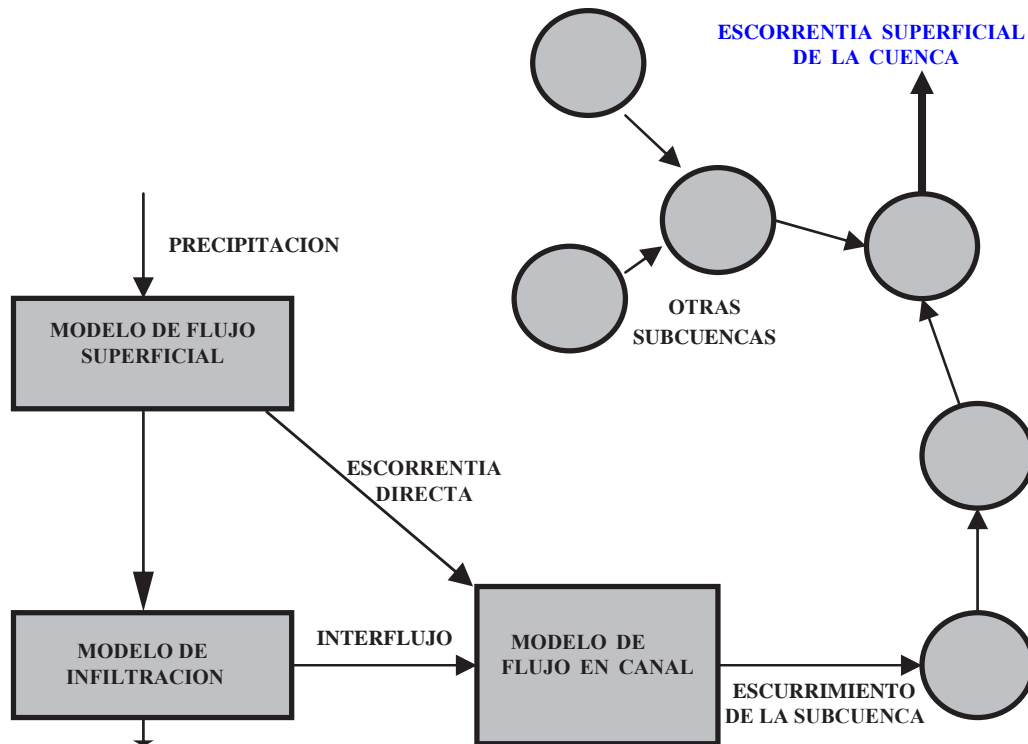 ESCORRENTIA SUPERFICIAL
DE LA CUENCA
PRECIPITACION
MODELO DE FLUJO
SUPERFICIAL
OTRAS
SUBCUENCAS
ESCORRENTIA
DIRECTA
MODELO DE
INFILTRACION
INTERFLUJO
MODELO DE
FLUJO EN CANAL
ESCURRIMIENTO
DE LA SUBCUENCA